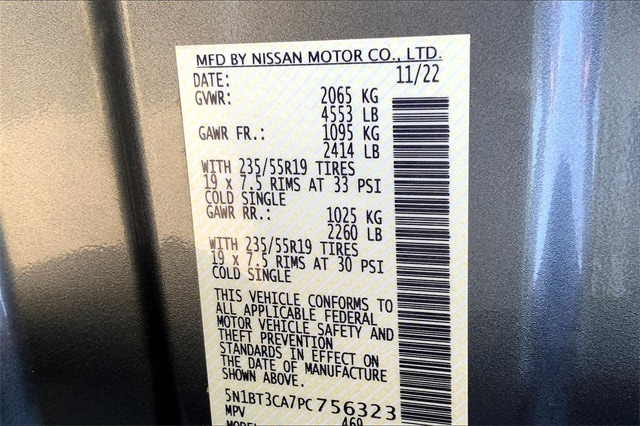 MFD BY NISSAN MOTOR CO., LTD.
DATE: 11/22
GVWR: 2065 KG
4553 LB
GAWR FR.: 1095 KG
2414 LB
WITH 235/55R19 TIRES
19 x 7.5 RIMS AT 33 PSI
COLD SINGLE
GAWR RR.: 1025 KG
2260 LB
WITH 235/55R19 TIRES
19 x 7.5 RIMS AT 30 PSI
COLD SINGLE
THIS VEHICLE CONFORMS TO
ALL APPLICABLE FEDERAL
MOTOR VEHICLE SAFETY AND
THEFT PREVENTION
STANDARDS IN EFFECT ON
THE DATE OF MANUFACTURE
SHOWN ABOVE.
5N1BT3CA7PC756323
MPV 469